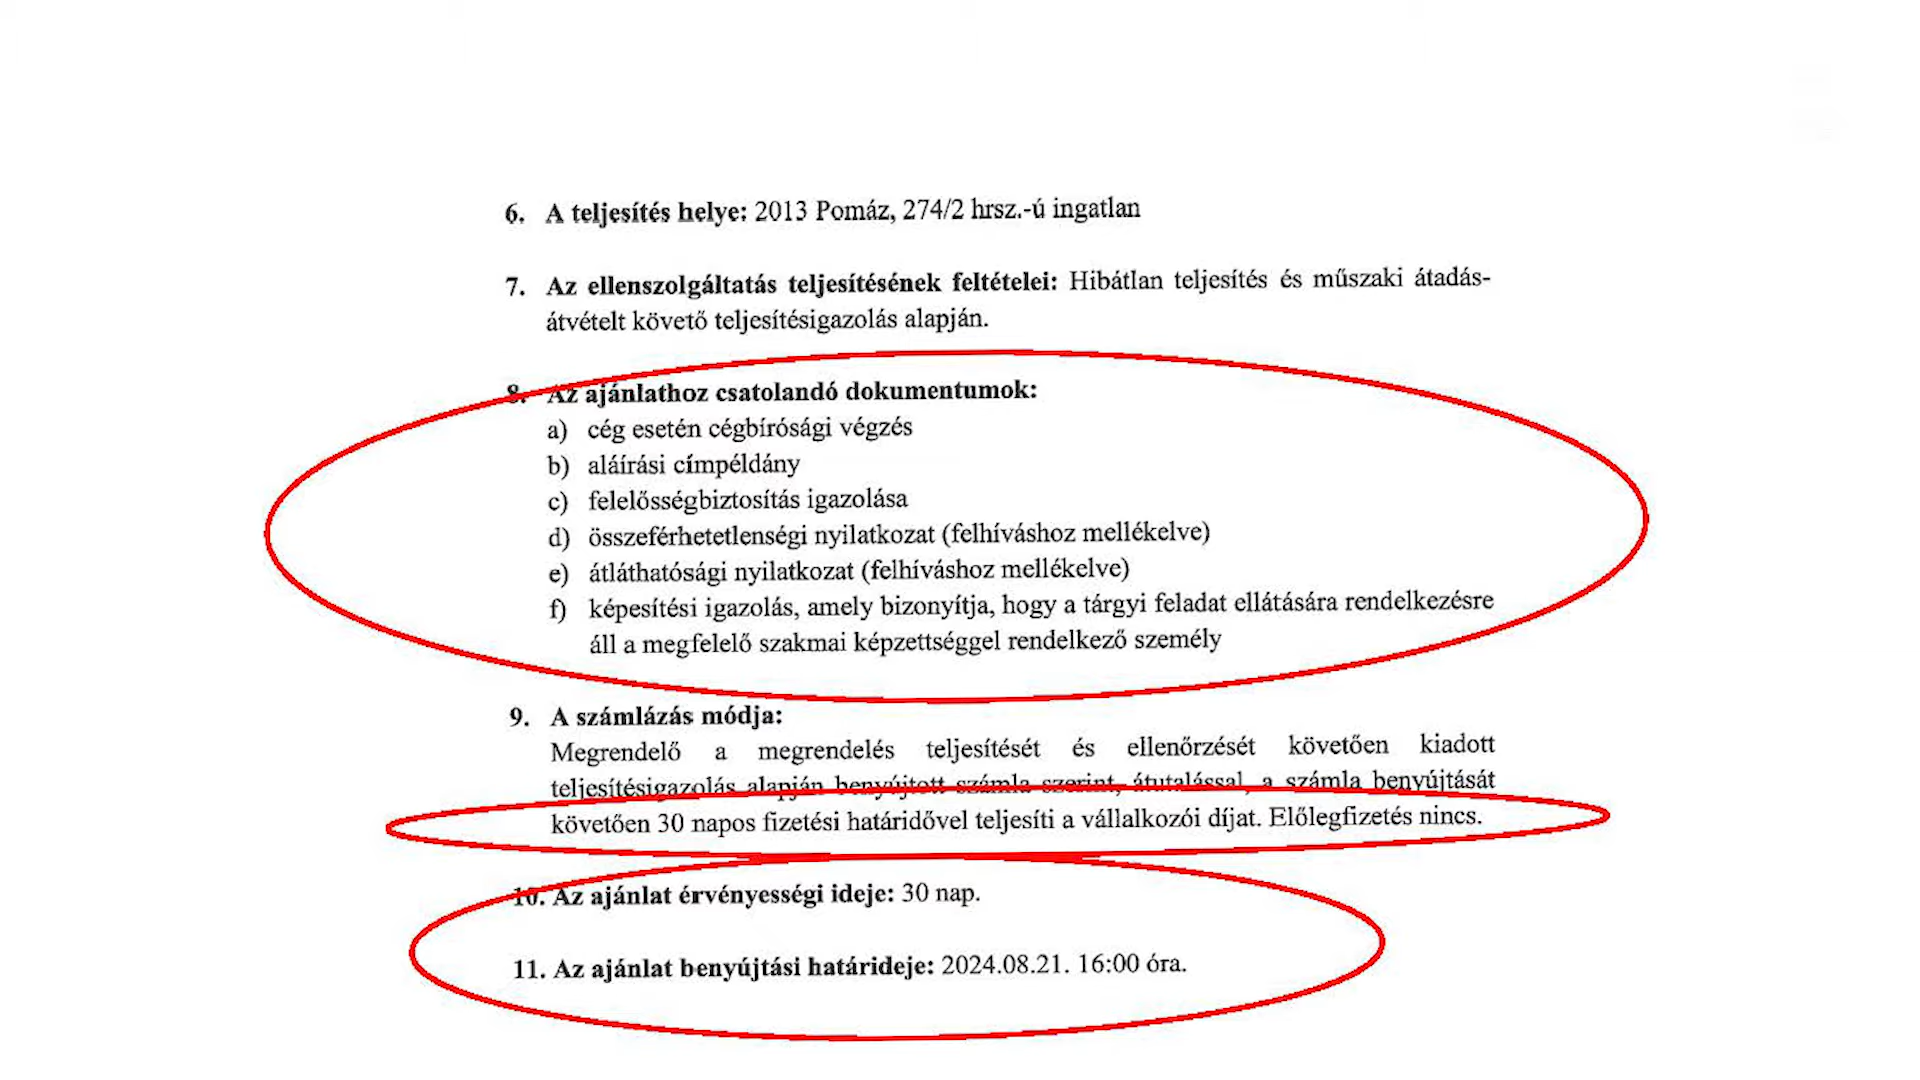 6. A teljesítés helye: 2013 Pomáz, 274/2 hrsz.-ú ingatlan
7. Az ellenszolgáltatás teljesítésének feltételei: Hibátlan teljesítés és műszaki átadás-
átvételt követő teljesítésigazolás alapján.
8. Az ajánlathoz csatolandó dokumentumok:
a) cég esetén cégbírósági végzés
b) aláírási címpéldány
c) felelősségbiztosítás igazolása
d) összeférhetetlenségi nyilatkozat (felhíváshoz mellékelve)
e) átláthatósági nyilatkozat (felhíváshoz mellékelve)
f) képesítési igazolás, amely bizonyítja, hogy a tárgyi feladat ellátására rendelkezésre
áll a megfelelő szakmai képzettséggel rendelkező személy
9. A számlázás módja:
Megrendelő a megrendelés teljesítését és ellenőrzését követően kiadott
teljesítésigazolás alapján benyújtott számla szerint, átutalással, a számla benyújtását
követően 30 napos fizetési határidővel teljesíti a vállalkozói díjat. Előlegfizetés nincs.
10. Az ajánlat érvényességi ideje: 30 nap.
11. Az ajánlat benyújtási határideje: 2024.08.21. 16:00 óra.